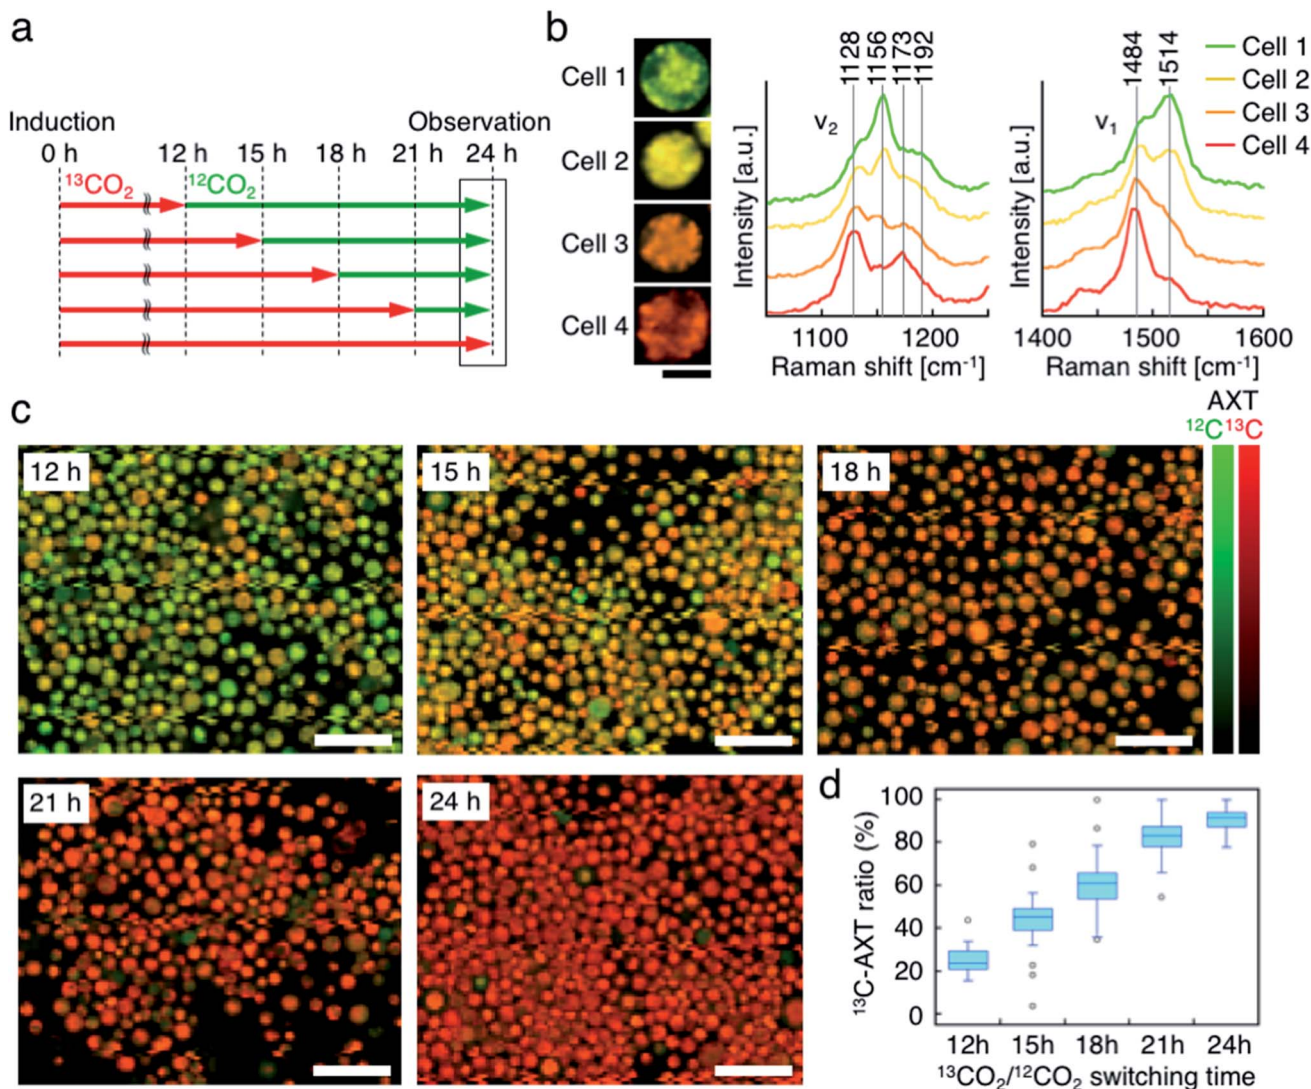 a
Induction
Observation
0 h 12 h 15 h 18 h 21 h 24 h
¹³CO₂ ¹²CO₂
b
Cell 1
Cell 2
Cell 3
Cell 4
1128 1156 1173 1192
ν₂
Intensity [a.u.]
1100 1200
Raman shift [cm⁻¹]
1484 1514
ν₁
Intensity [a.u.]
1400 1500 1600
Raman shift [cm⁻¹]
Cell 1
Cell 2
Cell 3
Cell 4
c
AXT
¹²C ¹³C
12 h
15 h
18 h
21 h
24 h
d
¹³C-AXT ratio (%)
100
80
60
40
20
0
12h 15h 18h 21h 24h
¹³CO₂/¹²CO₂ switching time